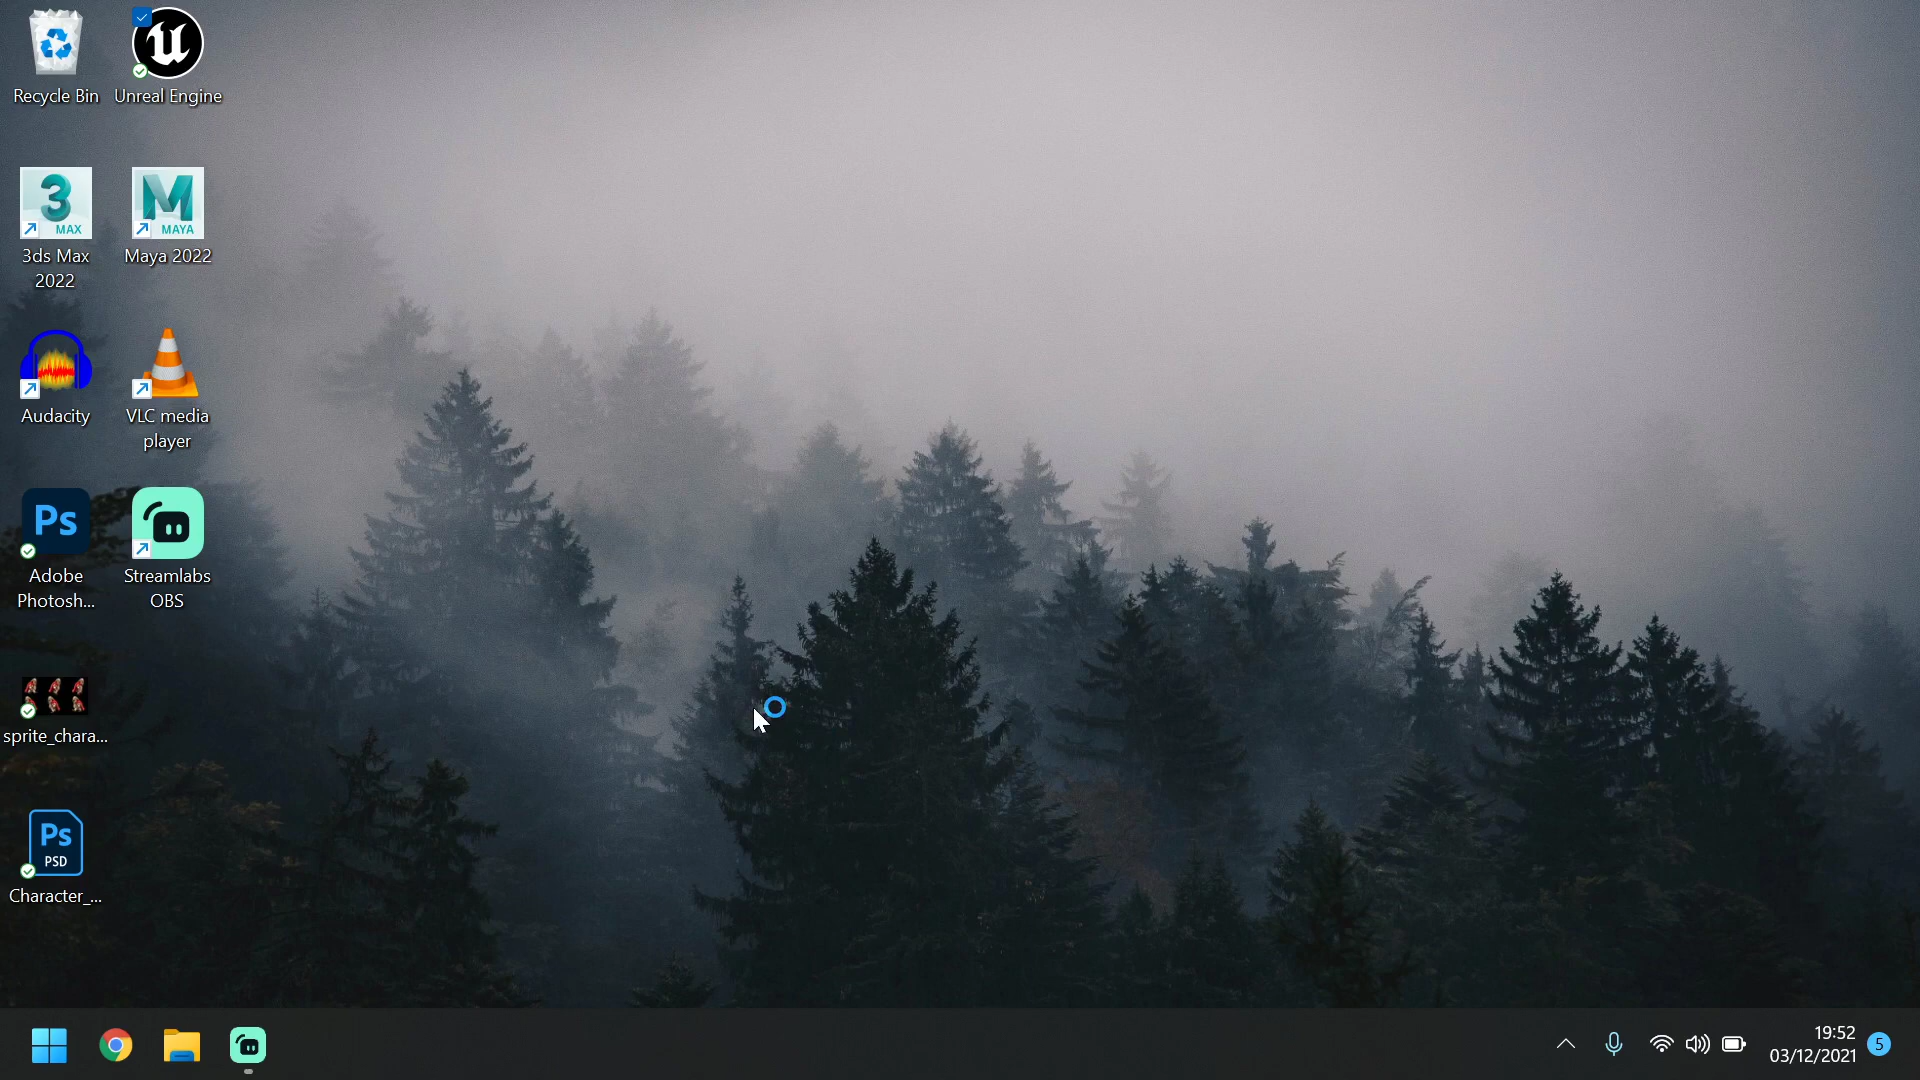 Recycle Bin
Unreal Engine
3
MAX
3ds Max
2022
M
MAYA
Maya 2022
Audacity
VLC media
player
Ps
Adobe
Photosh...
Streamlabs
OBS
sprite_chara...
Ps
PSD
Character_...
19:52
03/12/2021
5